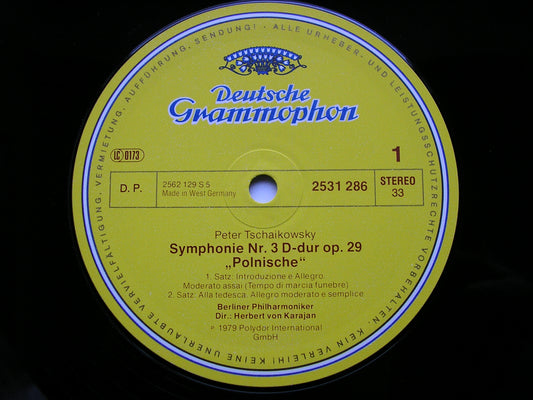 ALLE URHEBER- UND LEISTUNGSSCHUTZRECHTE VORBEHALTEN. KEIN VERLEIH! KEINE UNERLAUBTE VERVIELFÄLTIGUNG, VERMIETUNG, AUFFÜHRUNG, SENDUNG! -
Deutsche
Grammophon
LC 0173
1
D. P.
2562 129 S 5
Made in West Germany
2531 286
STEREO
33
Peter Tschaikowsky
Symphonie Nr. 3 D-dur op. 29
„Polnische“
1. Satz: Introduzione e Allegro.
Moderato assai (Tempo di marcia funebre)
2. Satz: Alla tedesca. Allegro moderato e semplice
Berliner Philharmoniker
Dir.: Herbert von Karajan
℗ 1979 Polydor International
GmbH